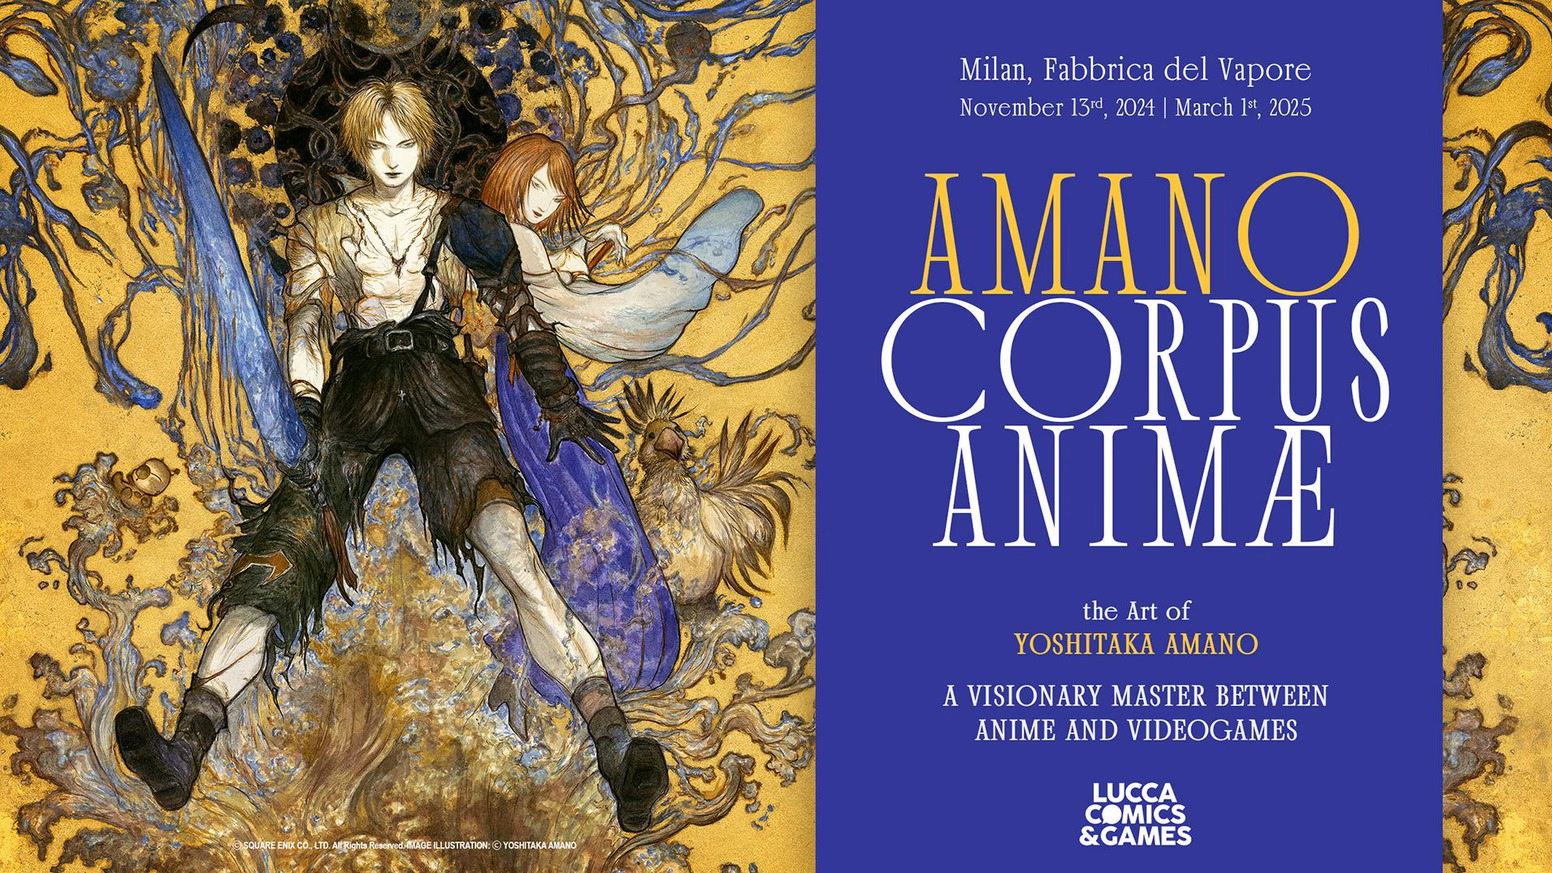 Milan, Fabbrica del Vapore
November 13rd, 2024 | March 1st, 2025
AMANO
CORPUS
ANIMÆ
the Art of
YOSHITAKA AMANO
A VISIONARY MASTER BETWEEN
ANIME AND VIDEOGAMES
LUCCA
COMICS
&GAMES
© SQUARE ENIX CO., LTD. All Rights Reserved. IMAGE ILLUSTRATION: © YOSHITAKA AMANO